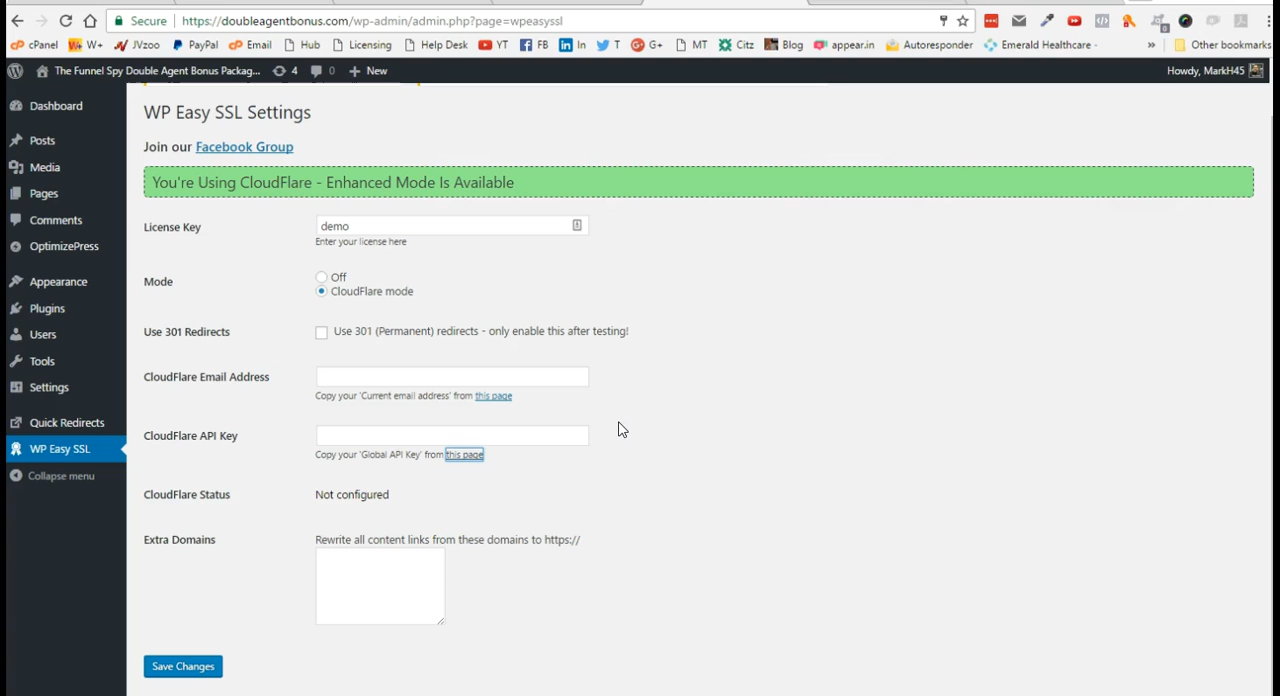 Secure https://doubleagentbonus.com/wp-admin/admin.php?page=wpeasyssl
cPanel W+ JVzoo PayPal Email Hub Licensing Help Desk YT FB In T G+ MT Citz Blog appear.in Autoresponder Emerald Healthcare - » Other bookmarks
The Funnel Spy Double Agent Bonus Packag... 4 0 + New Howdy, MarkH45
Dashboard
Posts
Media
Pages
Comments
OptimizePress
Appearance
Plugins
Users
Tools
Settings
Quick Redirects
WP Easy SSL
Collapse menu
WP Easy SSL Settings
Join our Facebook Group
You're Using CloudFlare - Enhanced Mode Is Available
License Key demo
Enter your license here
Mode Off
CloudFlare mode
Use 301 Redirects Use 301 (Permanent) redirects - only enable this after testing!
CloudFlare Email Address
Copy your 'Current email address' from this page
CloudFlare API Key
Copy your 'Global API Key' from this page
CloudFlare Status Not configured
Extra Domains Rewrite all content links from these domains to https://
Save Changes